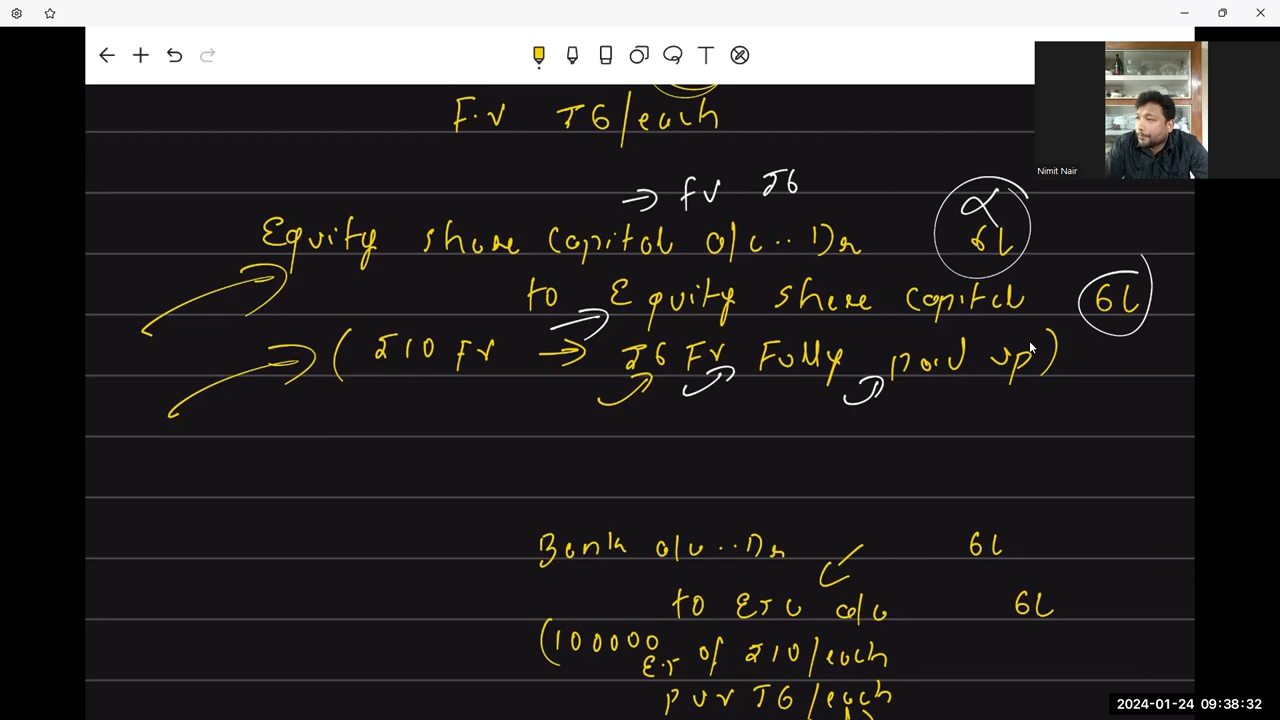 F.V ₹6/each
Nimit Nair
→ FV ₹6
Equity share capital a/c .. Dr 6L
to Equity share capital 6L
(₹10 FV → ₹6 FV Fully paid up)
Bank a/c .. Dr 6L
to ESC a/c 6L
(100000
E.S of ₹10/each
PUV ₹6/each
2024-01-24 09:38:32